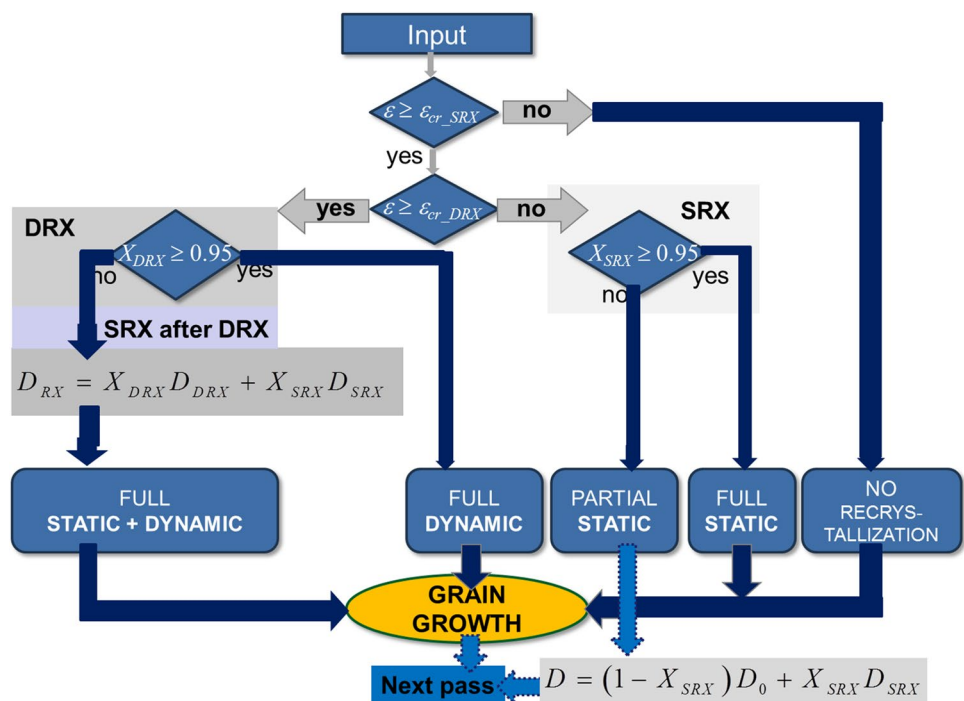 Input
ε ≥ ε_cr_SRX
no
yes
ε ≥ ε_cr_DRX
yes
no
DRX
SRX
X_DRX ≥ 0.95
no
yes
X_SRX ≥ 0.95
no
yes
SRX after DRX
D_RX = X_DRX D_DRX + X_SRX D_SRX
FULL
STATIC + DYNAMIC
FULL
DYNAMIC
PARTIAL
STATIC
FULL
STATIC
NO
RECRYS-
TALLIZATION
GRAIN
GROWTH
Next pass
D = (1 - X_SRX) D_0 + X_SRX D_SRX